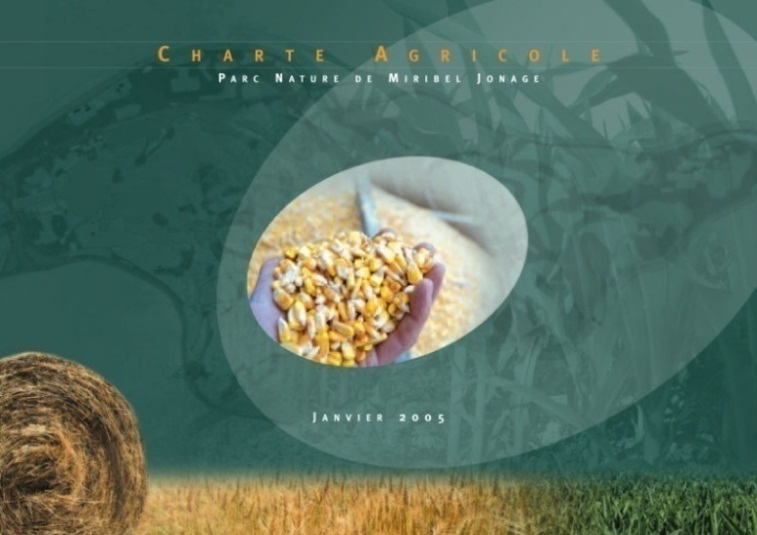 CHARTE AGRICOLE
PARC NATURE DE MIRIBEL JONAGE
JANVIER 2005